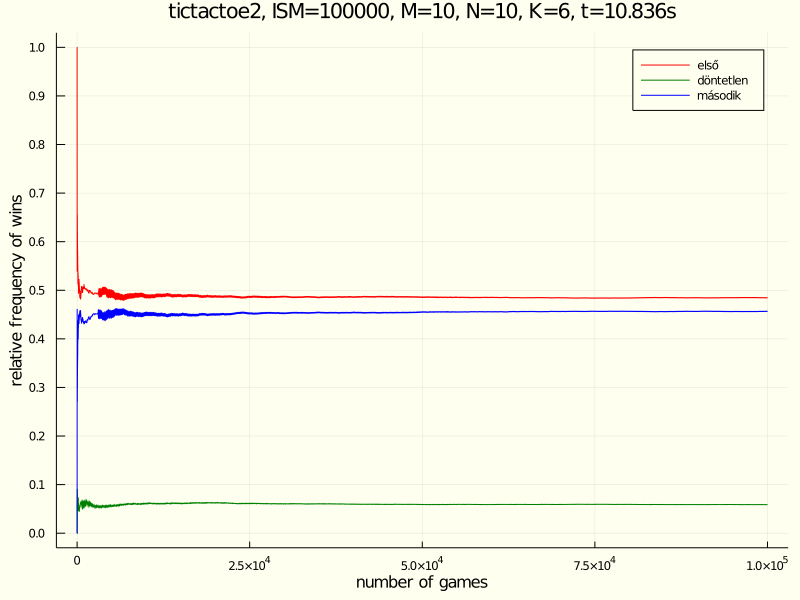 tictactoe2, ISM=100000, M=10, N=10, K=6, t=10.836s
első
döntetlen
második
relative frequency of wins
1.0
0.9
0.8
0.7
0.6
0.5
0.4
0.3
0.2
0.1
0.0
0
2.5×10⁴
5.0×10⁴
7.5×10⁴
1.0×10⁵
number of games